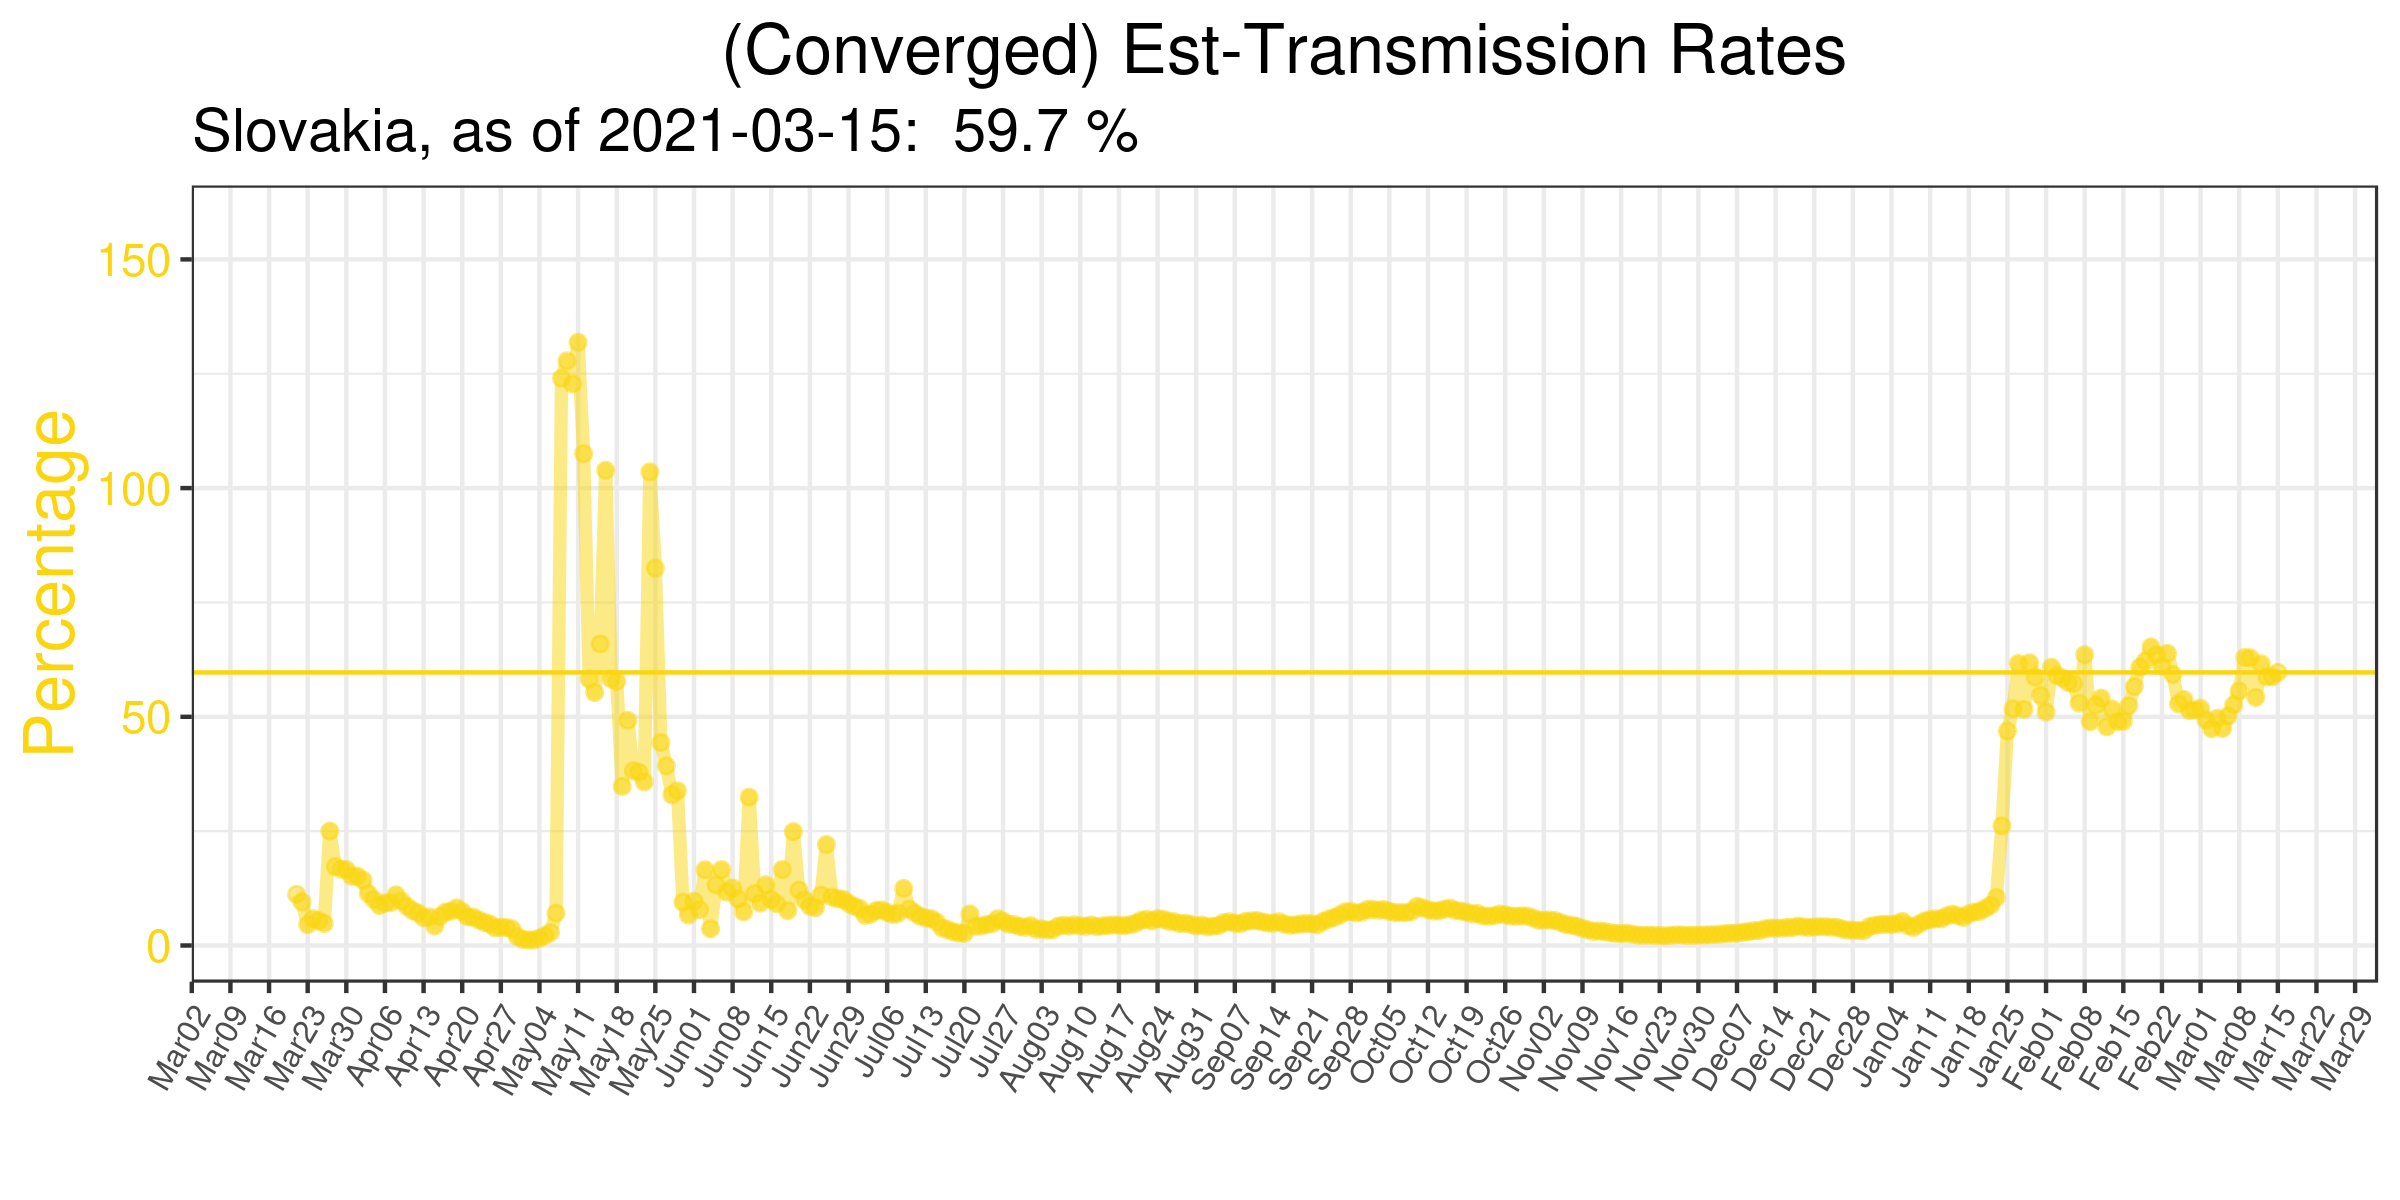 (Converged) Est-Transmission Rates
Slovakia, as of 2021-03-15:  59.7 %
Percentage
150
100
50
0
Mar02 Mar09 Mar16 Mar23 Mar30 Apr06 Apr13 Apr20 Apr27 May04 May11 May18 May25 Jun01 Jun08 Jun15 Jun22 Jun29 Jul06 Jul13 Jul20 Jul27 Aug03 Aug10 Aug17 Aug24 Aug31 Sep07 Sep14 Sep21 Sep28 Oct05 Oct12 Oct19 Oct26 Nov02 Nov09 Nov16 Nov23 Nov30 Dec07 Dec14 Dec21 Dec28 Jan04 Jan11 Jan18 Jan25 Feb01 Feb08 Feb15 Feb22 Mar01 Mar08 Mar15 Mar22 Mar29